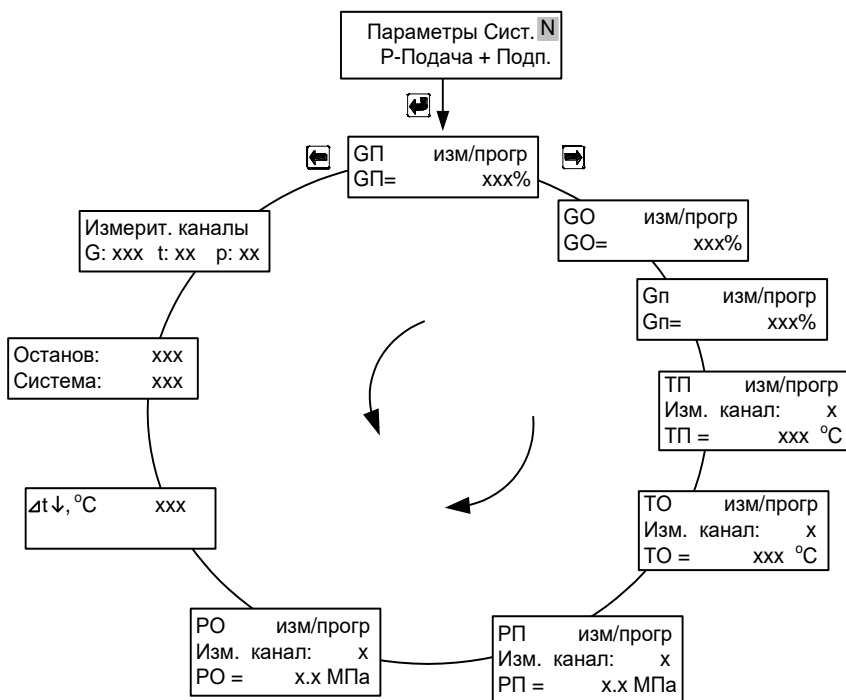 Параметры Сист. N
Р-Подача + Подп.
GП изм/прогр
GП= xxx%
GO изм/прогр
GO= xxx%
Gп изм/прогр
Gп= xxx%
ТП изм/прогр
Изм. канал: x
ТП = xxx °C
ТО изм/прогр
Изм. канал: x
ТО = xxx °C
РП изм/прогр
Изм. канал: x
РП = x.x МПа
РО изм/прогр
Изм. канал: x
РО = x.x МПа
⊿t↓, °C xxx
Останов: xxx
Система: xxx
Измерит. каналы
G: xxx t: xx p: xx